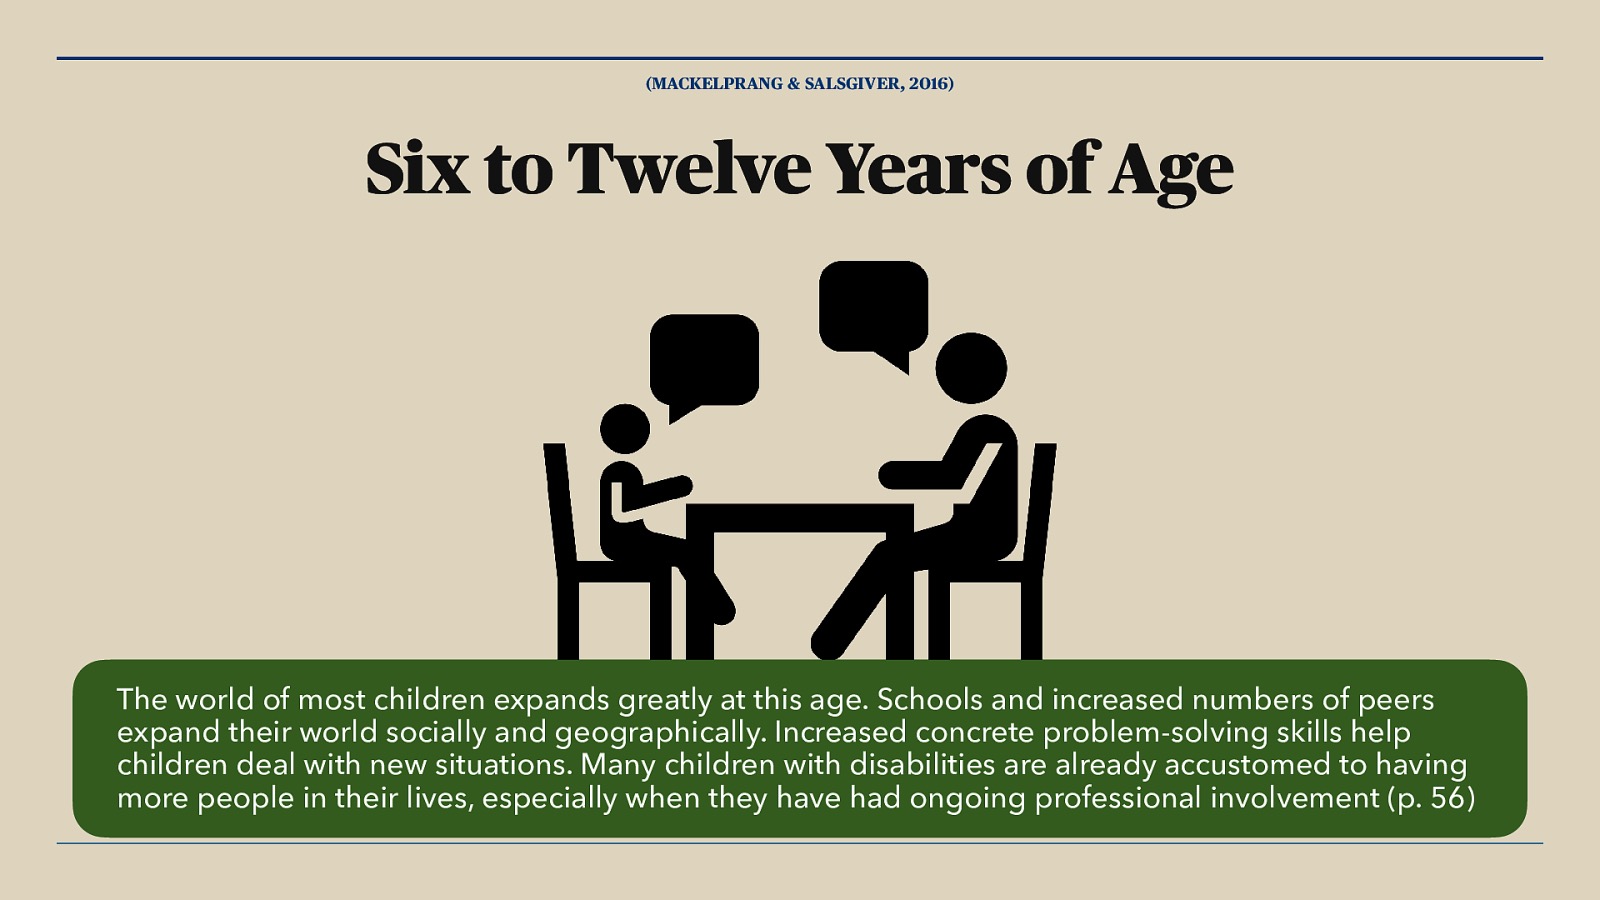 (MACKELPRANG & SALSGIVER, 2016)
Six to Twelve Years of Age
The world of most children expands greatly at this age. Schools and increased numbers of peers
expand their world socially and geographically. Increased concrete problem-solving skills help
children deal with new situations. Many children with disabilities are already accustomed to having
more people in their lives, especially when they have had ongoing professional involvement (p. 56)